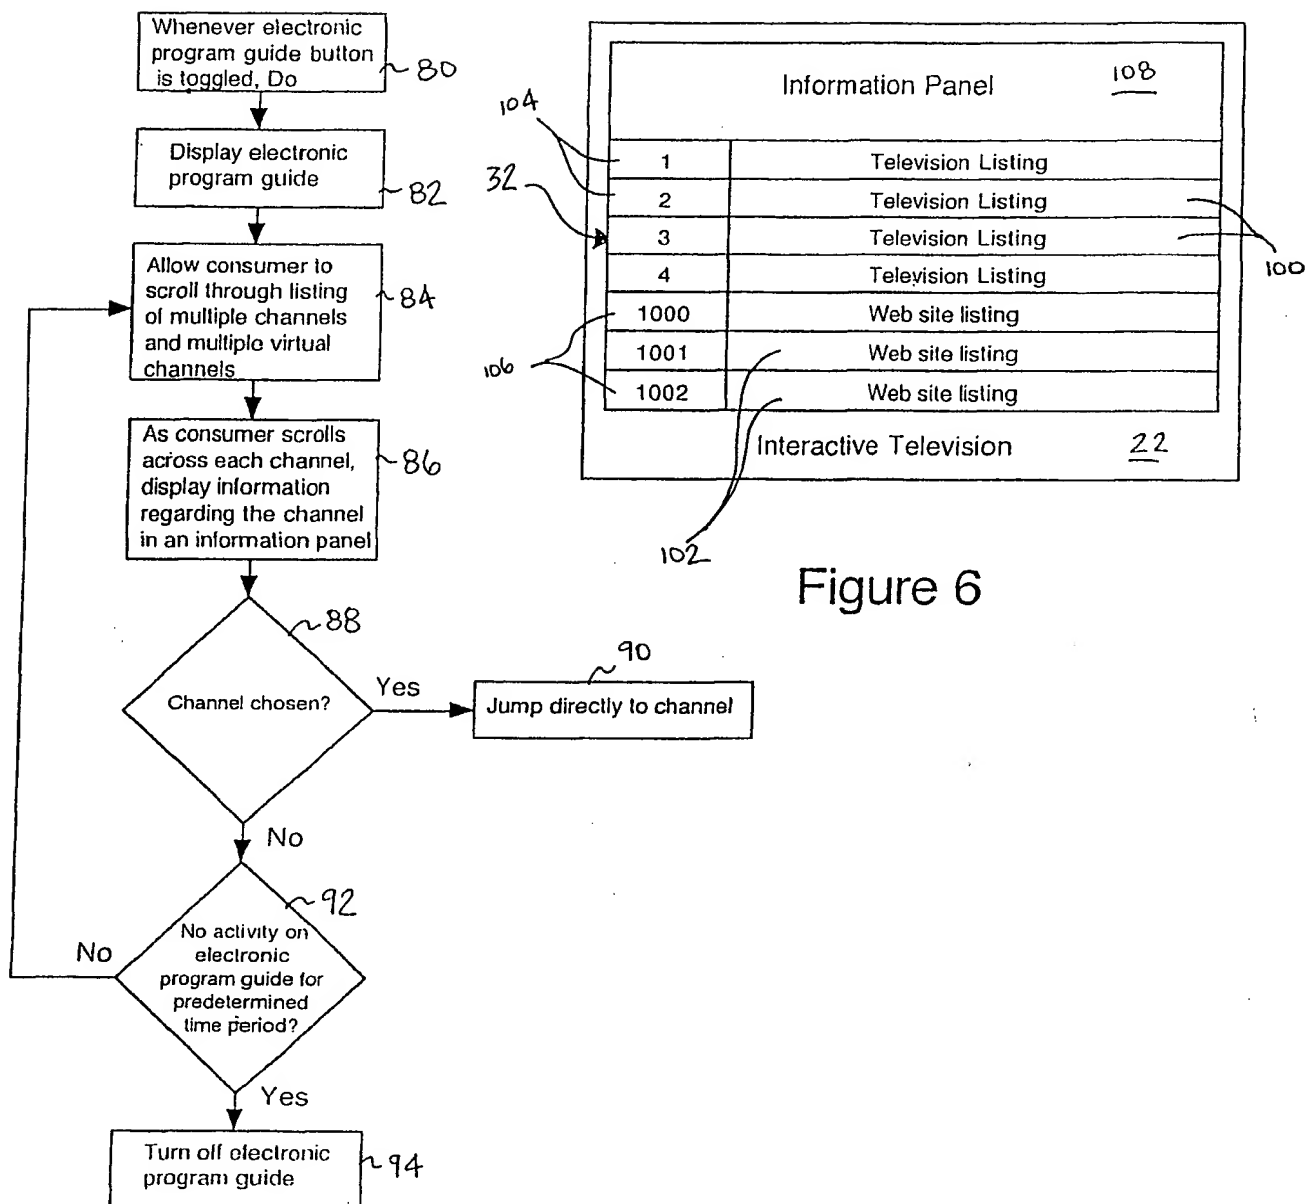 Whenever electronic
program guide button
is toggled, Do
80
Display electronic
program guide
82
Allow consumer to
scroll through listing
of multiple channels
and multiple virtual
channels
84
As consumer scrolls
across each channel,
display information
regarding the channel
in an information panel
86
88
Channel chosen?
Yes
90
Jump directly to channel
No
92
No activity on
electronic
program guide for
predetermined
time period?
No
Yes
Turn off electronic
program guide
94
Information Panel 108
104
32
1 Television Listing
2 Television Listing
3 Television Listing
4 Television Listing
100
1000 Web site listing
1001 Web site listing
1002 Web site listing
106
Interactive Television 22
102
Figure 6